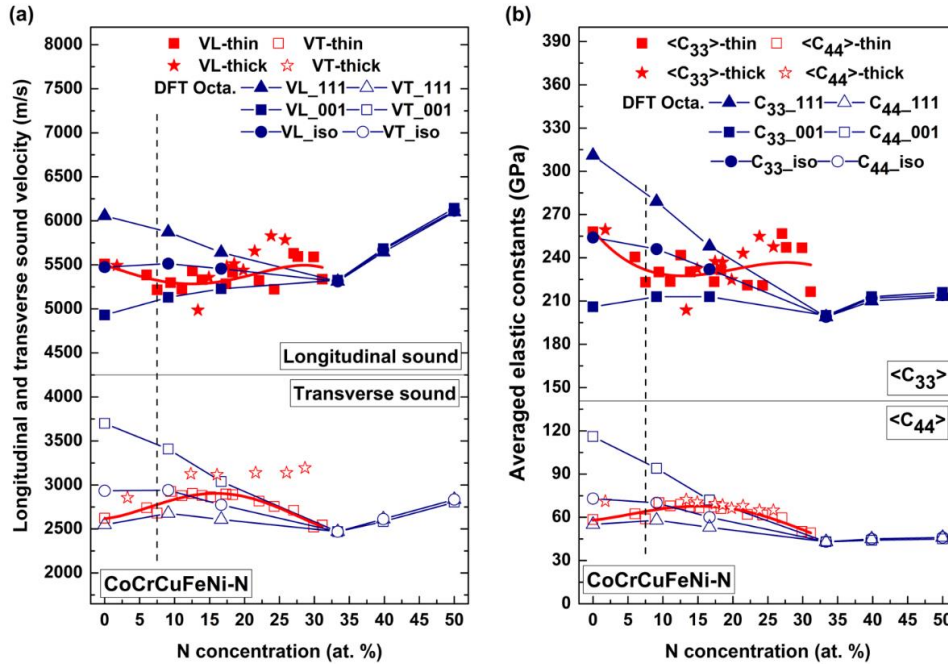 (a)
VL-thin VT-thin
VL-thick VT-thick
DFT Octa. VL_111 VT_111
VL_001 VT_001
VL_iso VT_iso
8000
7500
7000
6500
6000
5500
5000
4500
4000
3500
3000
2500
2000
Longitudinal and transverse sound velocity (m/s)
Longitudinal sound
Transverse sound
CoCrCuFeNi-N
0 5 10 15 20 25 30 35 40 45 50
N concentration (at. %)
(b)
<C33>-thin <C44>-thin
<C33>-thick <C44>-thick
DFT Octa. C33_111 C44_111
C33_001 C44_001
C33_iso C44_iso
390
360
330
300
270
240
210
180
150
120
90
60
30
0
Averaged elastic constants (GPa)
<C33>
<C44>
CoCrCuFeNi-N
0 5 10 15 20 25 30 35 40 45 50
N concentration (at. %)